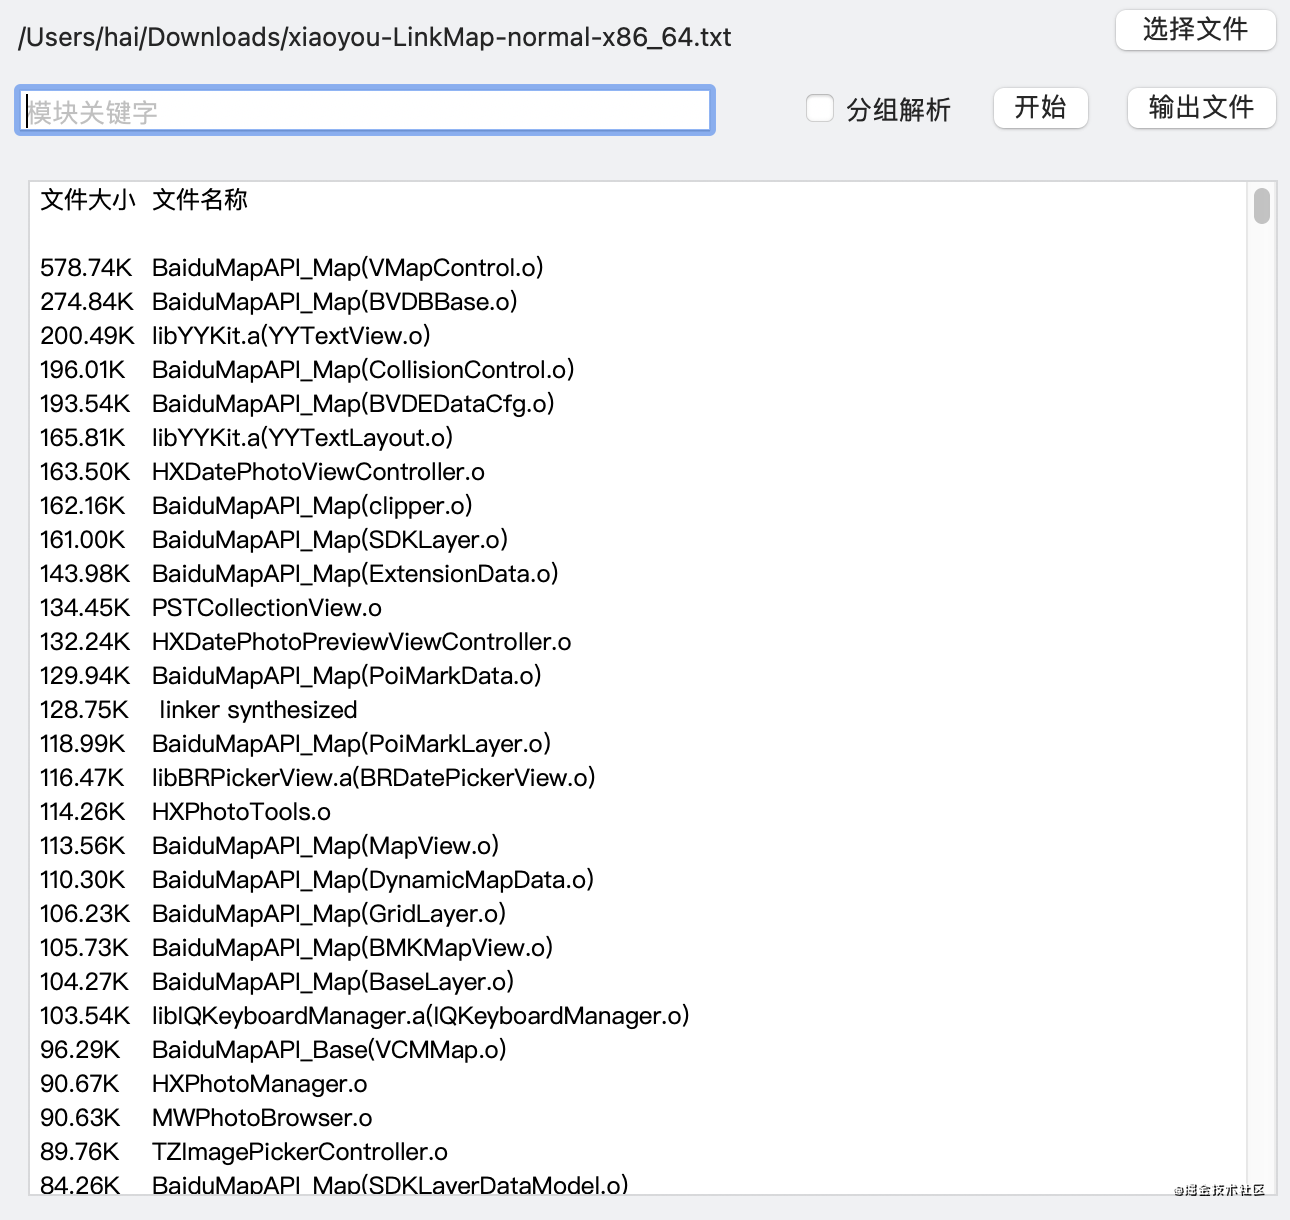 /Users/hai/Downloads/xiaoyou-LinkMap-normal-x86_64.txt 选择文件
模块关键字 分组解析 开始 输出文件
文件大小 文件名称
578.74K BaiduMapAPI_Map(VMapControl.o)
274.84K BaiduMapAPI_Map(BVDBBase.o)
200.49K libYYKit.a(YYTextView.o)
196.01K BaiduMapAPI_Map(CollisionControl.o)
193.54K BaiduMapAPI_Map(BVDEDataCfg.o)
165.81K libYYKit.a(YYTextLayout.o)
163.50K HXDatePhotoViewController.o
162.16K BaiduMapAPI_Map(clipper.o)
161.00K BaiduMapAPI_Map(SDKLayer.o)
143.98K BaiduMapAPI_Map(ExtensionData.o)
134.45K PSTCollectionView.o
132.24K HXDatePhotoPreviewViewController.o
129.94K BaiduMapAPI_Map(PoiMarkData.o)
128.75K linker synthesized
118.99K BaiduMapAPI_Map(PoiMarkLayer.o)
116.47K libBRPickerView.a(BRDatePickerView.o)
114.26K HXPhotoTools.o
113.56K BaiduMapAPI_Map(MapView.o)
110.30K BaiduMapAPI_Map(DynamicMapData.o)
106.23K BaiduMapAPI_Map(GridLayer.o)
105.73K BaiduMapAPI_Map(BMKMapView.o)
104.27K BaiduMapAPI_Map(BaseLayer.o)
103.54K libIQKeyboardManager.a(IQKeyboardManager.o)
96.29K BaiduMapAPI_Base(VCMMap.o)
90.67K HXPhotoManager.o
90.63K MWPhotoBrowser.o
89.76K TZImagePickerController.o
84.26K BaiduMapAPI_Map(SDKLayerDataModel.o)
@掘金技术社区